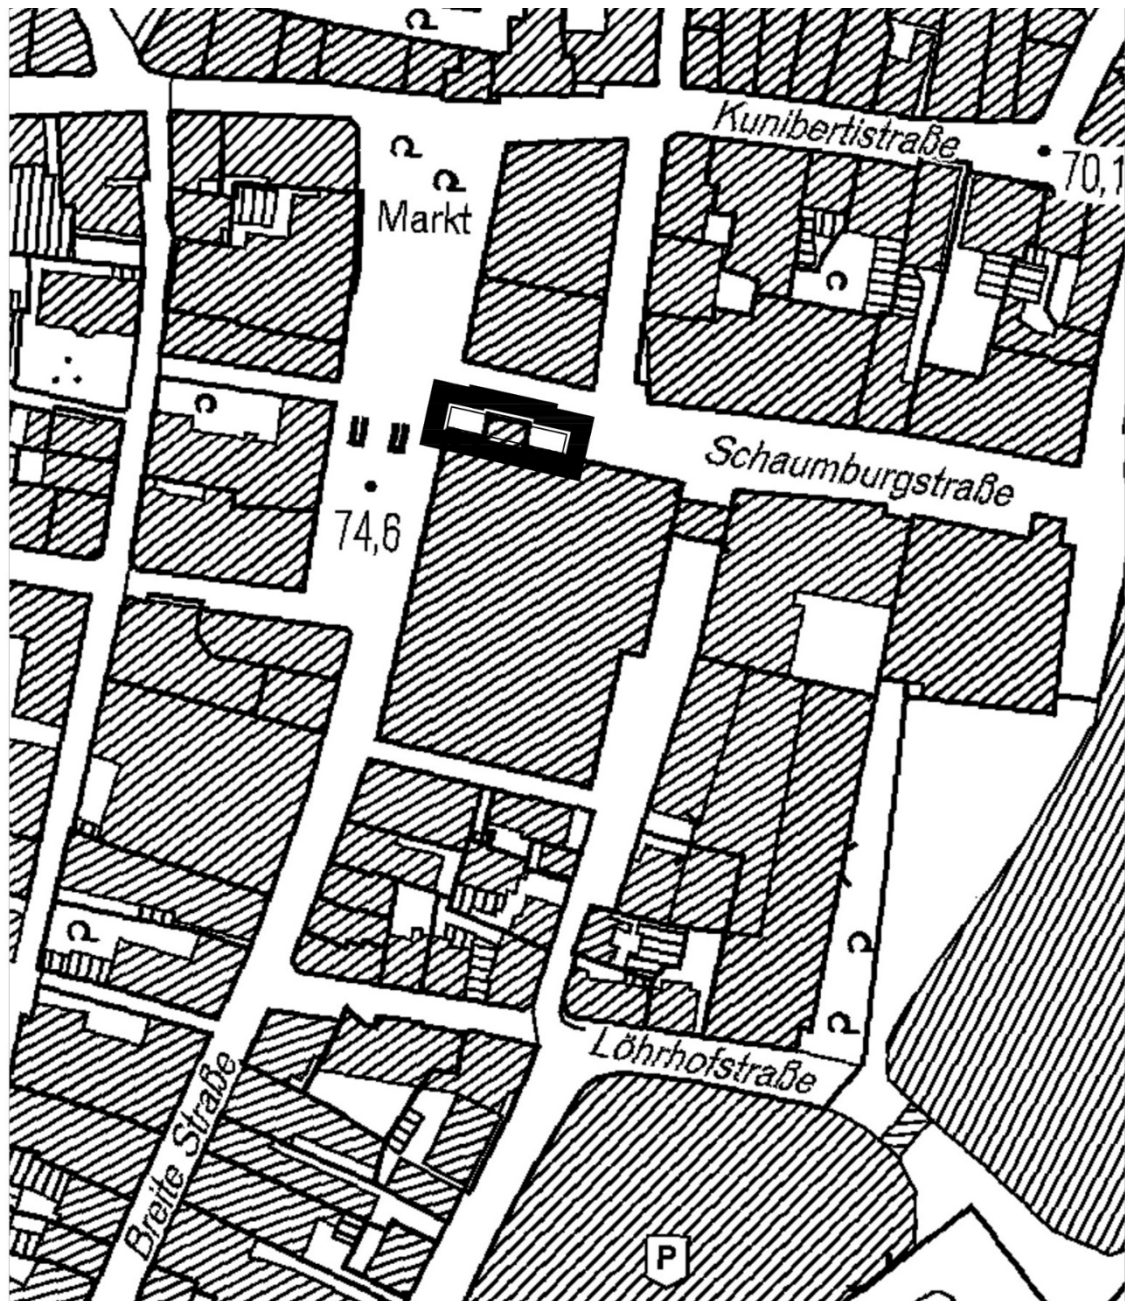 Kunibertistraße
70,1
Markt
Schaumburgstraße
74,6
Löhrhofstraße
Breite Straße
P